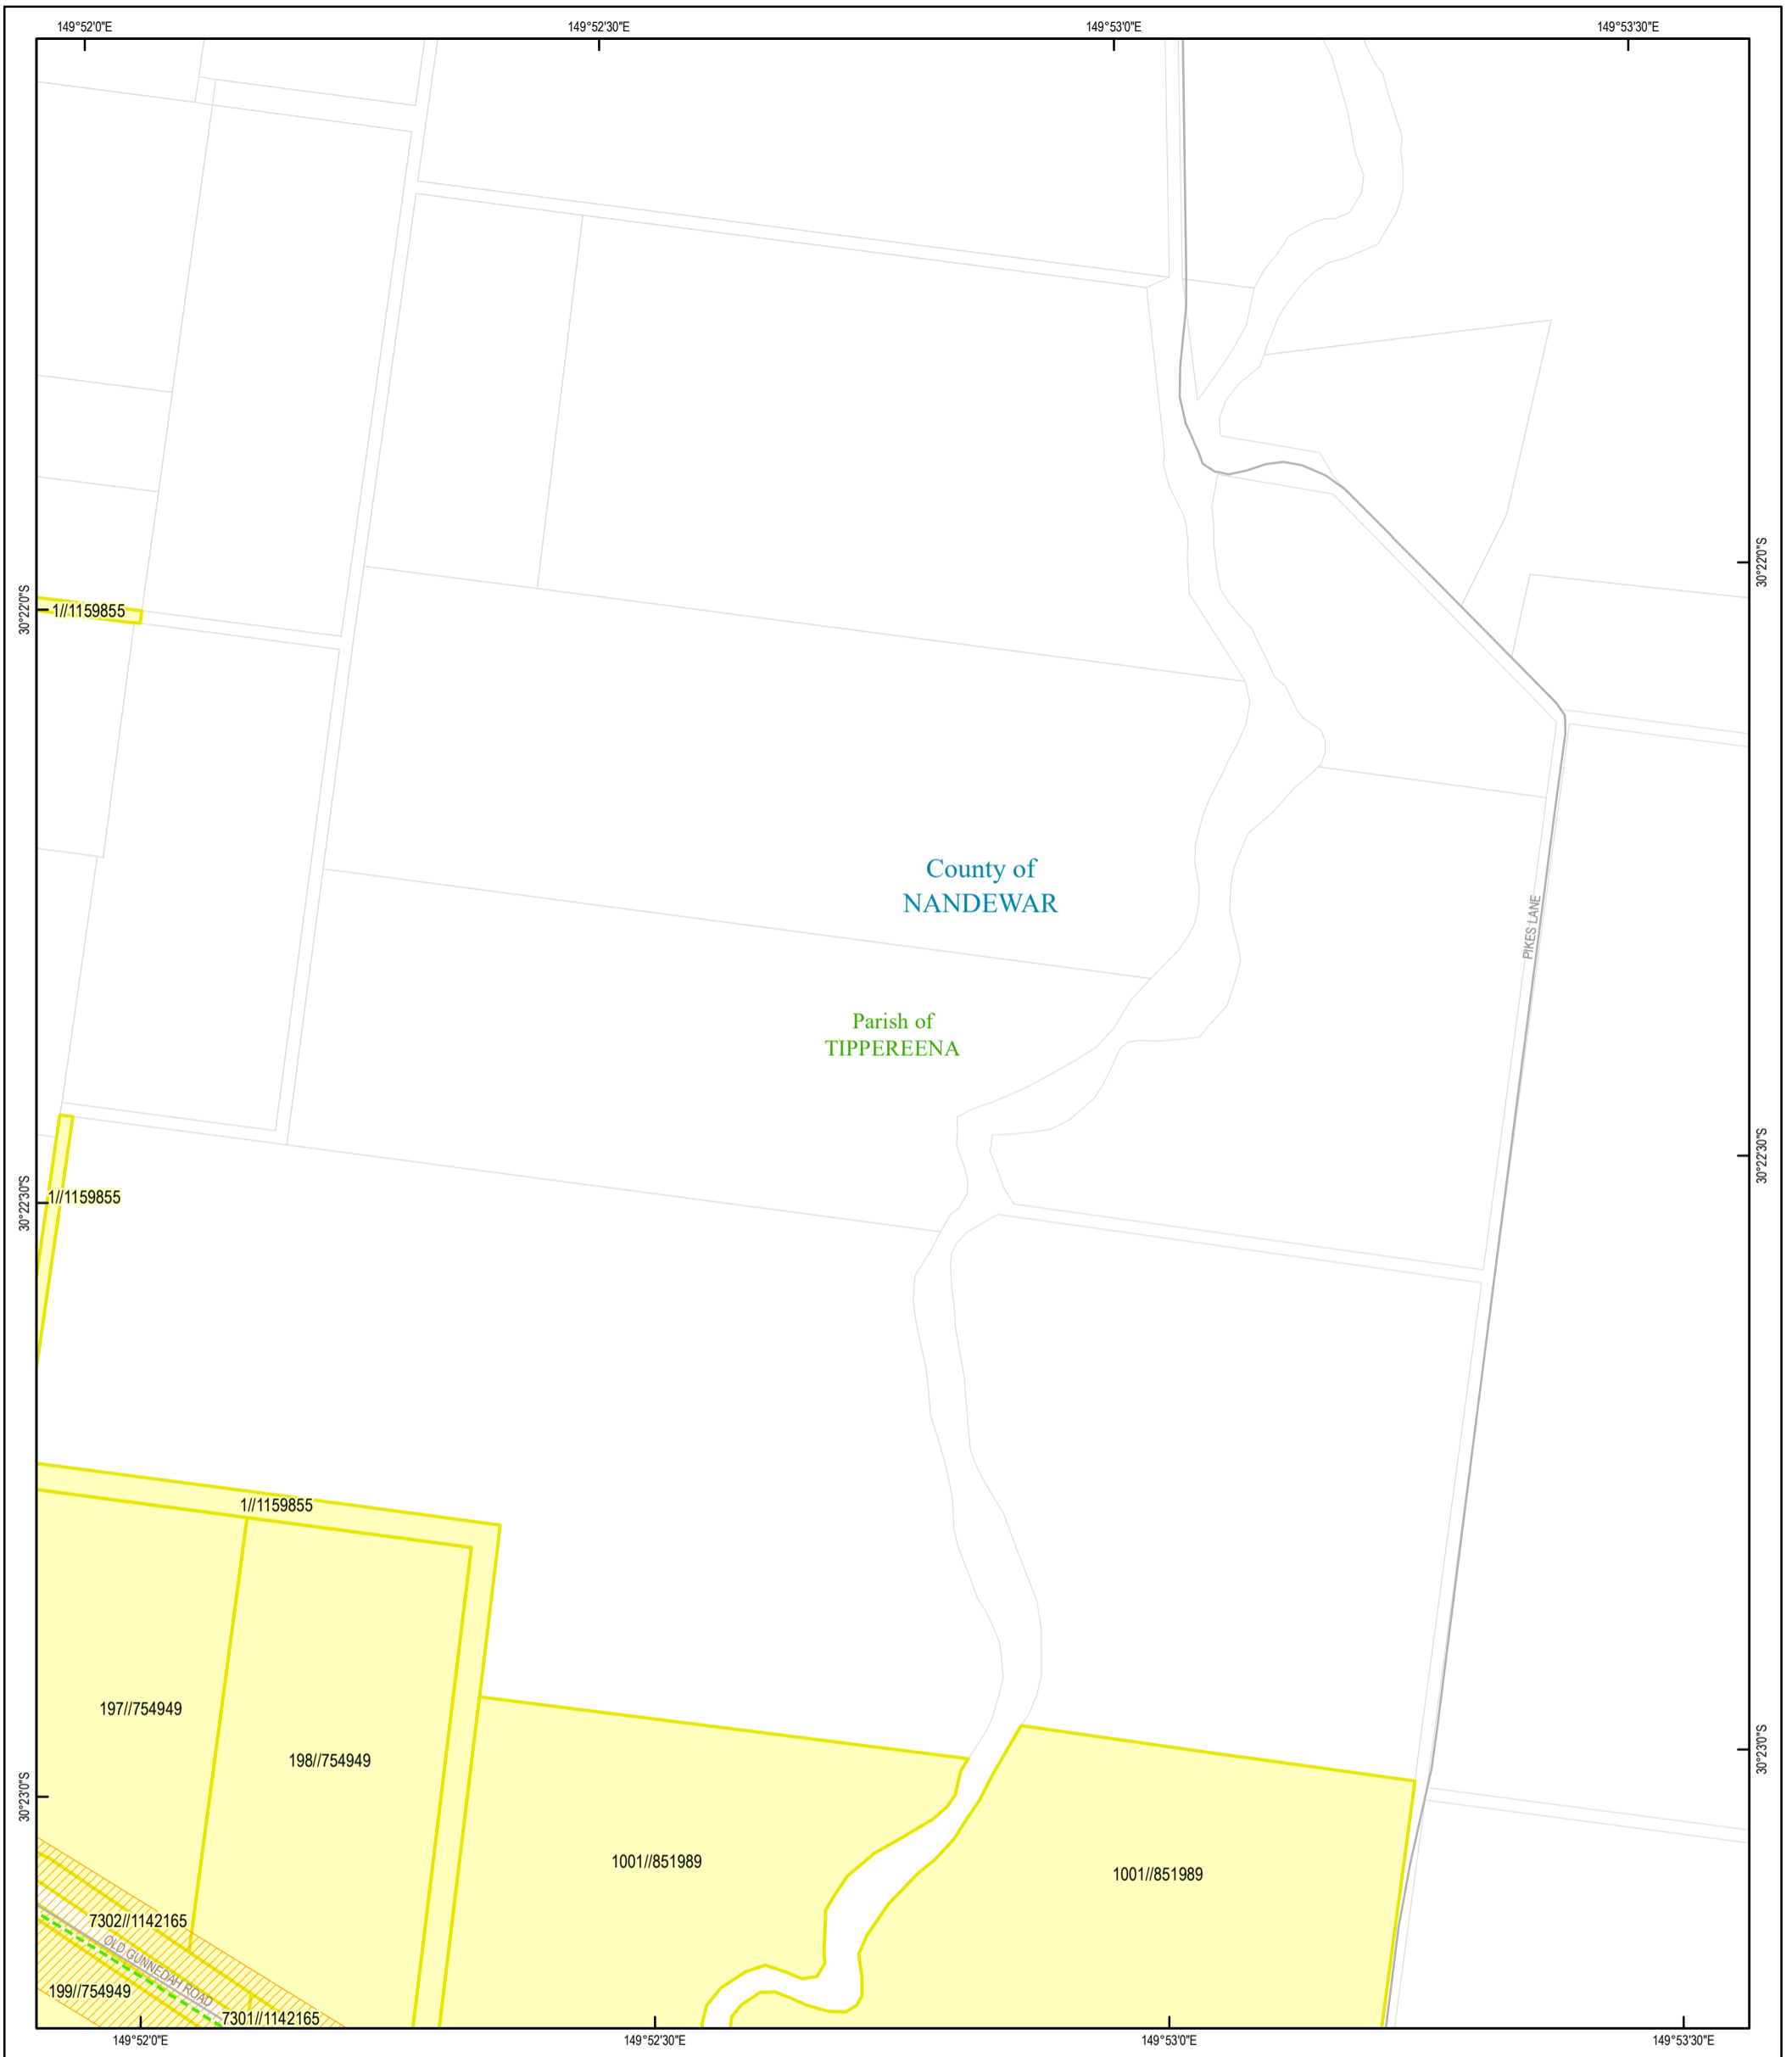 149°52'0"E
149°52'30"E
149°53'0"E
149°53'30"E
30°22'0"S
30°22'0"S
1//1159855
County of
NANDEWAR
PIKES LANE
Parish of
TIPPEREENA
30°22'30"S
30°22'30"S
1//1159855
1//1159855
197//754949
198//754949
30°23'0"S
30°23'0"S
1001//851989
1001//851989
7302//1142165
OLD GUNNEDAH ROAD
199//754949
7301//1142165
149°52'0"E
149°52'30"E
149°53'0"E
149°53'30"E